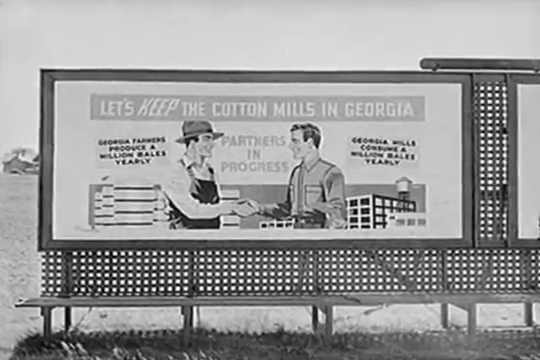 LET'S KEEP THE COTTON MILLS IN GEORGIA
GEORGIA FARMERS
PRODUCE A
MILLION BALES
YEARLY
PARTNERS
IN
PROGRESS
GEORGIA MILLS
CONSUME A
MILLION BALES
YEARLY